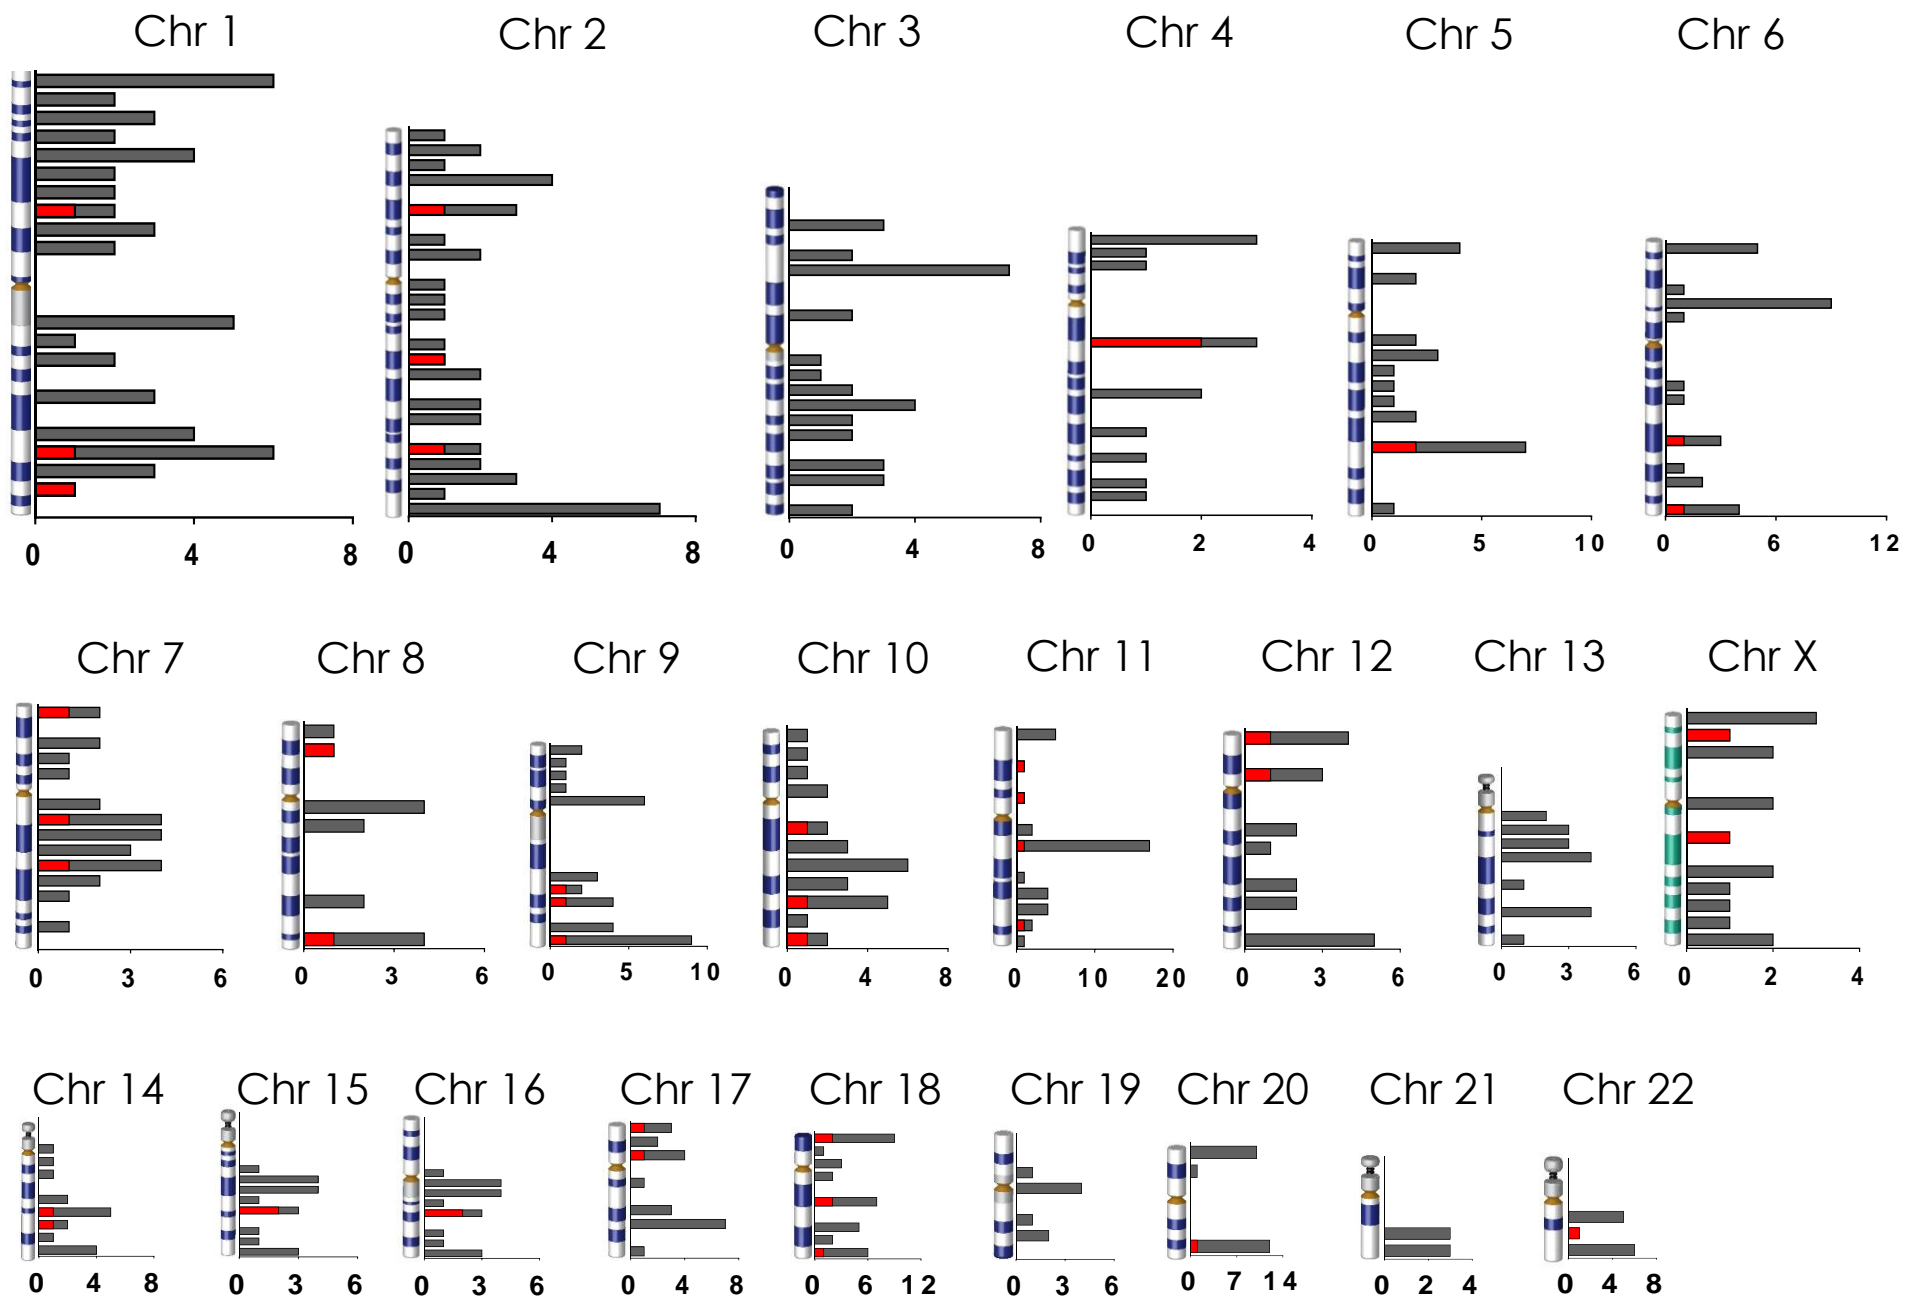 Chr 1 Chr 2 Chr 3 Chr 4 Chr 5 Chr 6
0 4 8 0 4 8 0 4 8 0 2 4 0 5 10 0 6 12
Chr 7 Chr 8 Chr 9 Chr 10 Chr 11 Chr 12 Chr 13 Chr X
0 3 6 0 3 6 0 5 10 0 4 8 0 10 20 0 3 6 0 3 6 0 2 4
Chr 14 Chr 15 Chr 16 Chr 17 Chr 18 Chr 19 Chr 20 Chr 21 Chr 22
0 4 8 0 3 6 0 3 6 0 4 8 0 6 12 0 3 6 0 7 14 0 2 4 0 4 8